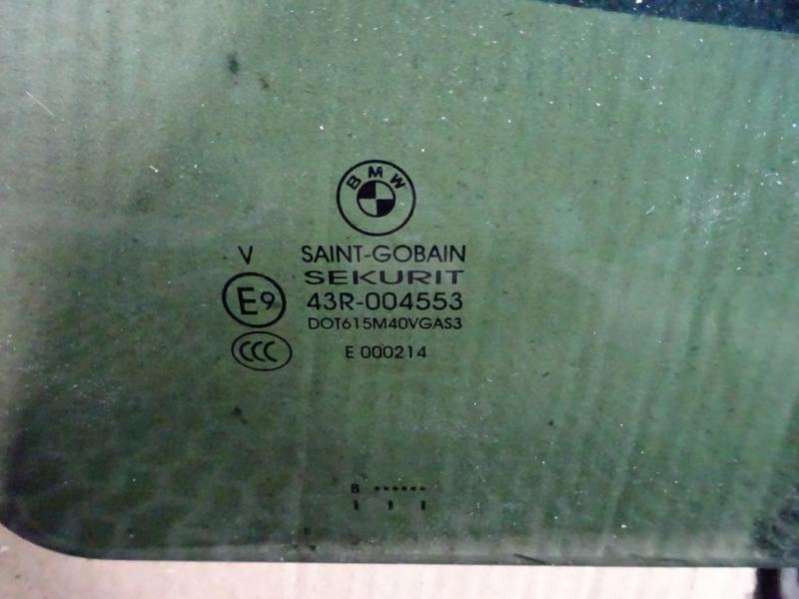 BMW
V SAINT-GOBAIN
SEKURIT
E9 43R-004553
DOT615M40VGAS3
CCC E 000214
8 ......